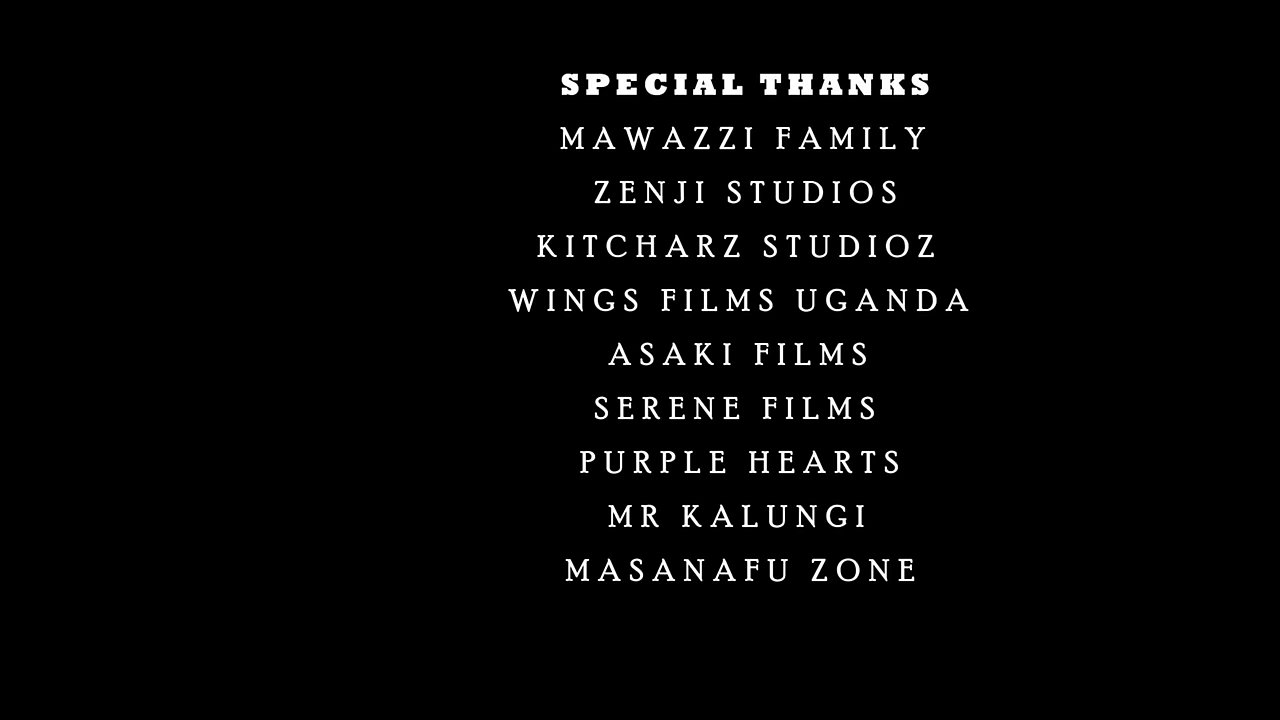 SPECIAL THANKS
MAWAZZI FAMILY
ZENJI STUDIOS
KITCHARZ STUDIOZ
WINGS FILMS UGANDA
ASAKI FILMS
SERENE FILMS
PURPLE HEARTS
MR KALUNGI
MASANAFU ZONE